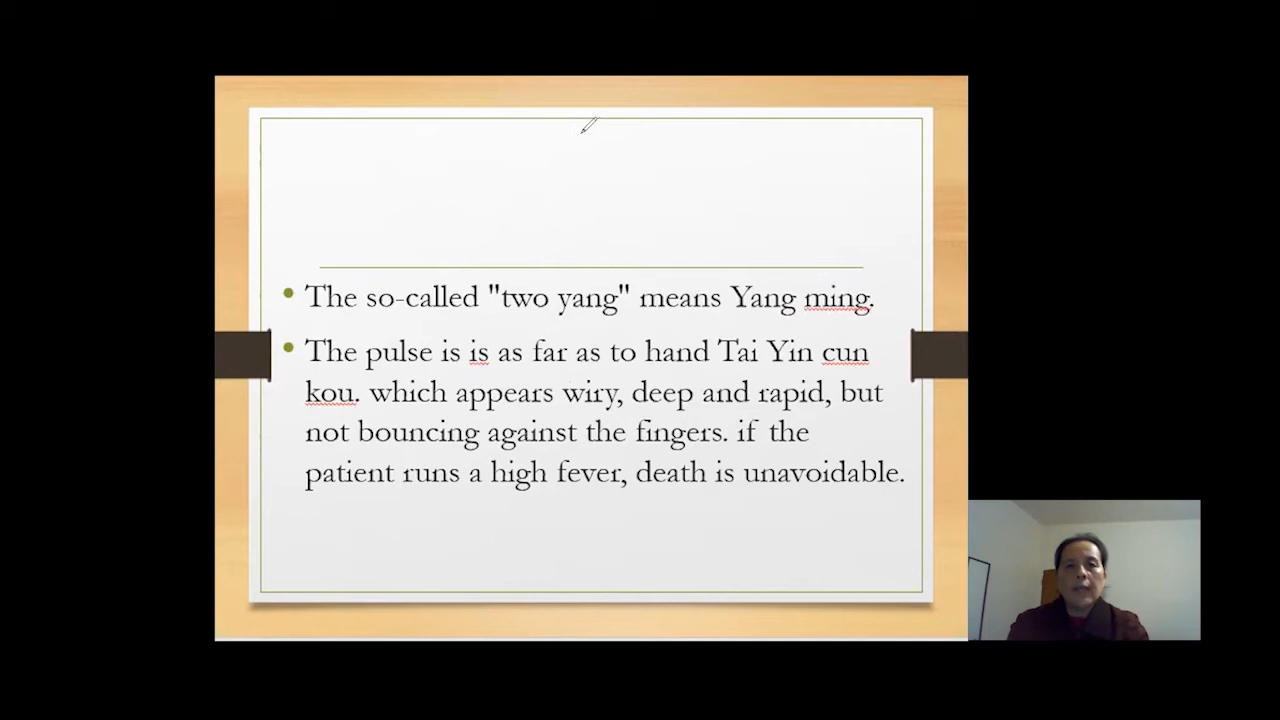 The so-called "two yang" means Yang ming.
The pulse is is as far as to hand Tai Yin cun
kou. which appears wiry, deep and rapid, but
not bouncing against the fingers. if the
patient runs a high fever, death is unavoidable.